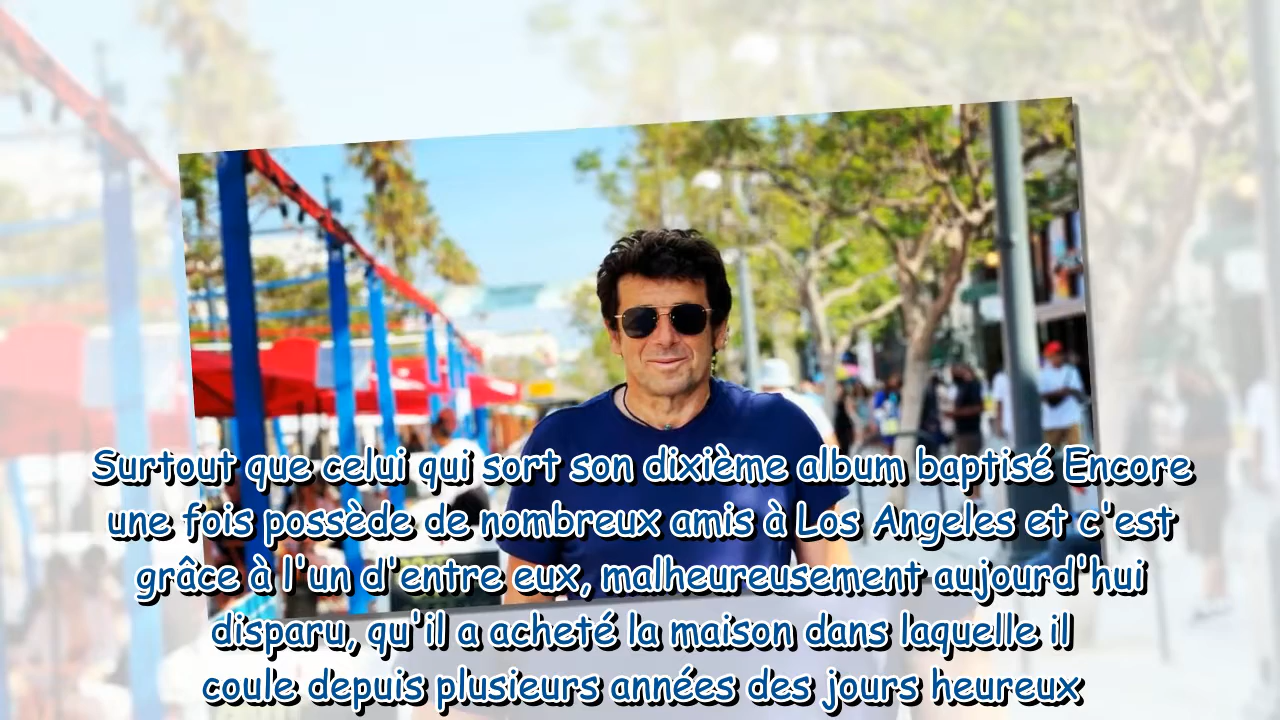 Surtout que celui qui sort son dixième album baptisé Encore
une fois possède de nombreux amis à Los Angeles et c'est
grâce à l'un d'entre eux, malheureusement aujourd'hui
disparu, qu'il a acheté la maison dans laquelle il
coule depuis plusieurs années des jours heureux